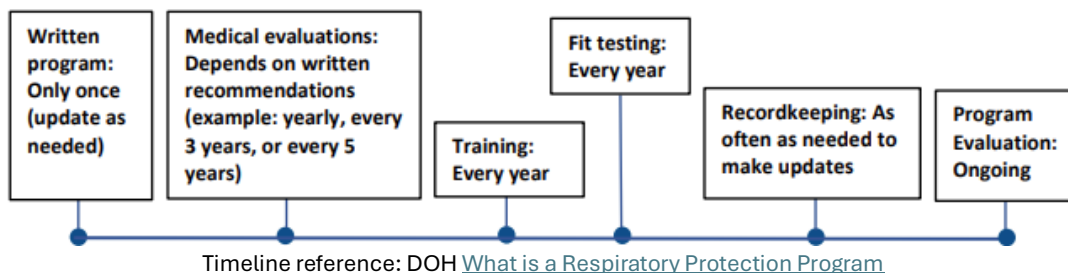 Written
program:
Only once
(update as
needed)
Medical evaluations:
Depends on written
recommendations
(example: yearly, every
3 years, or every 5
years)
Training:
Every year
Fit testing:
Every year
Recordkeeping: As
often as needed to
make updates
Program
Evaluation:
Ongoing
Timeline reference: DOH What is a Respiratory Protection Program